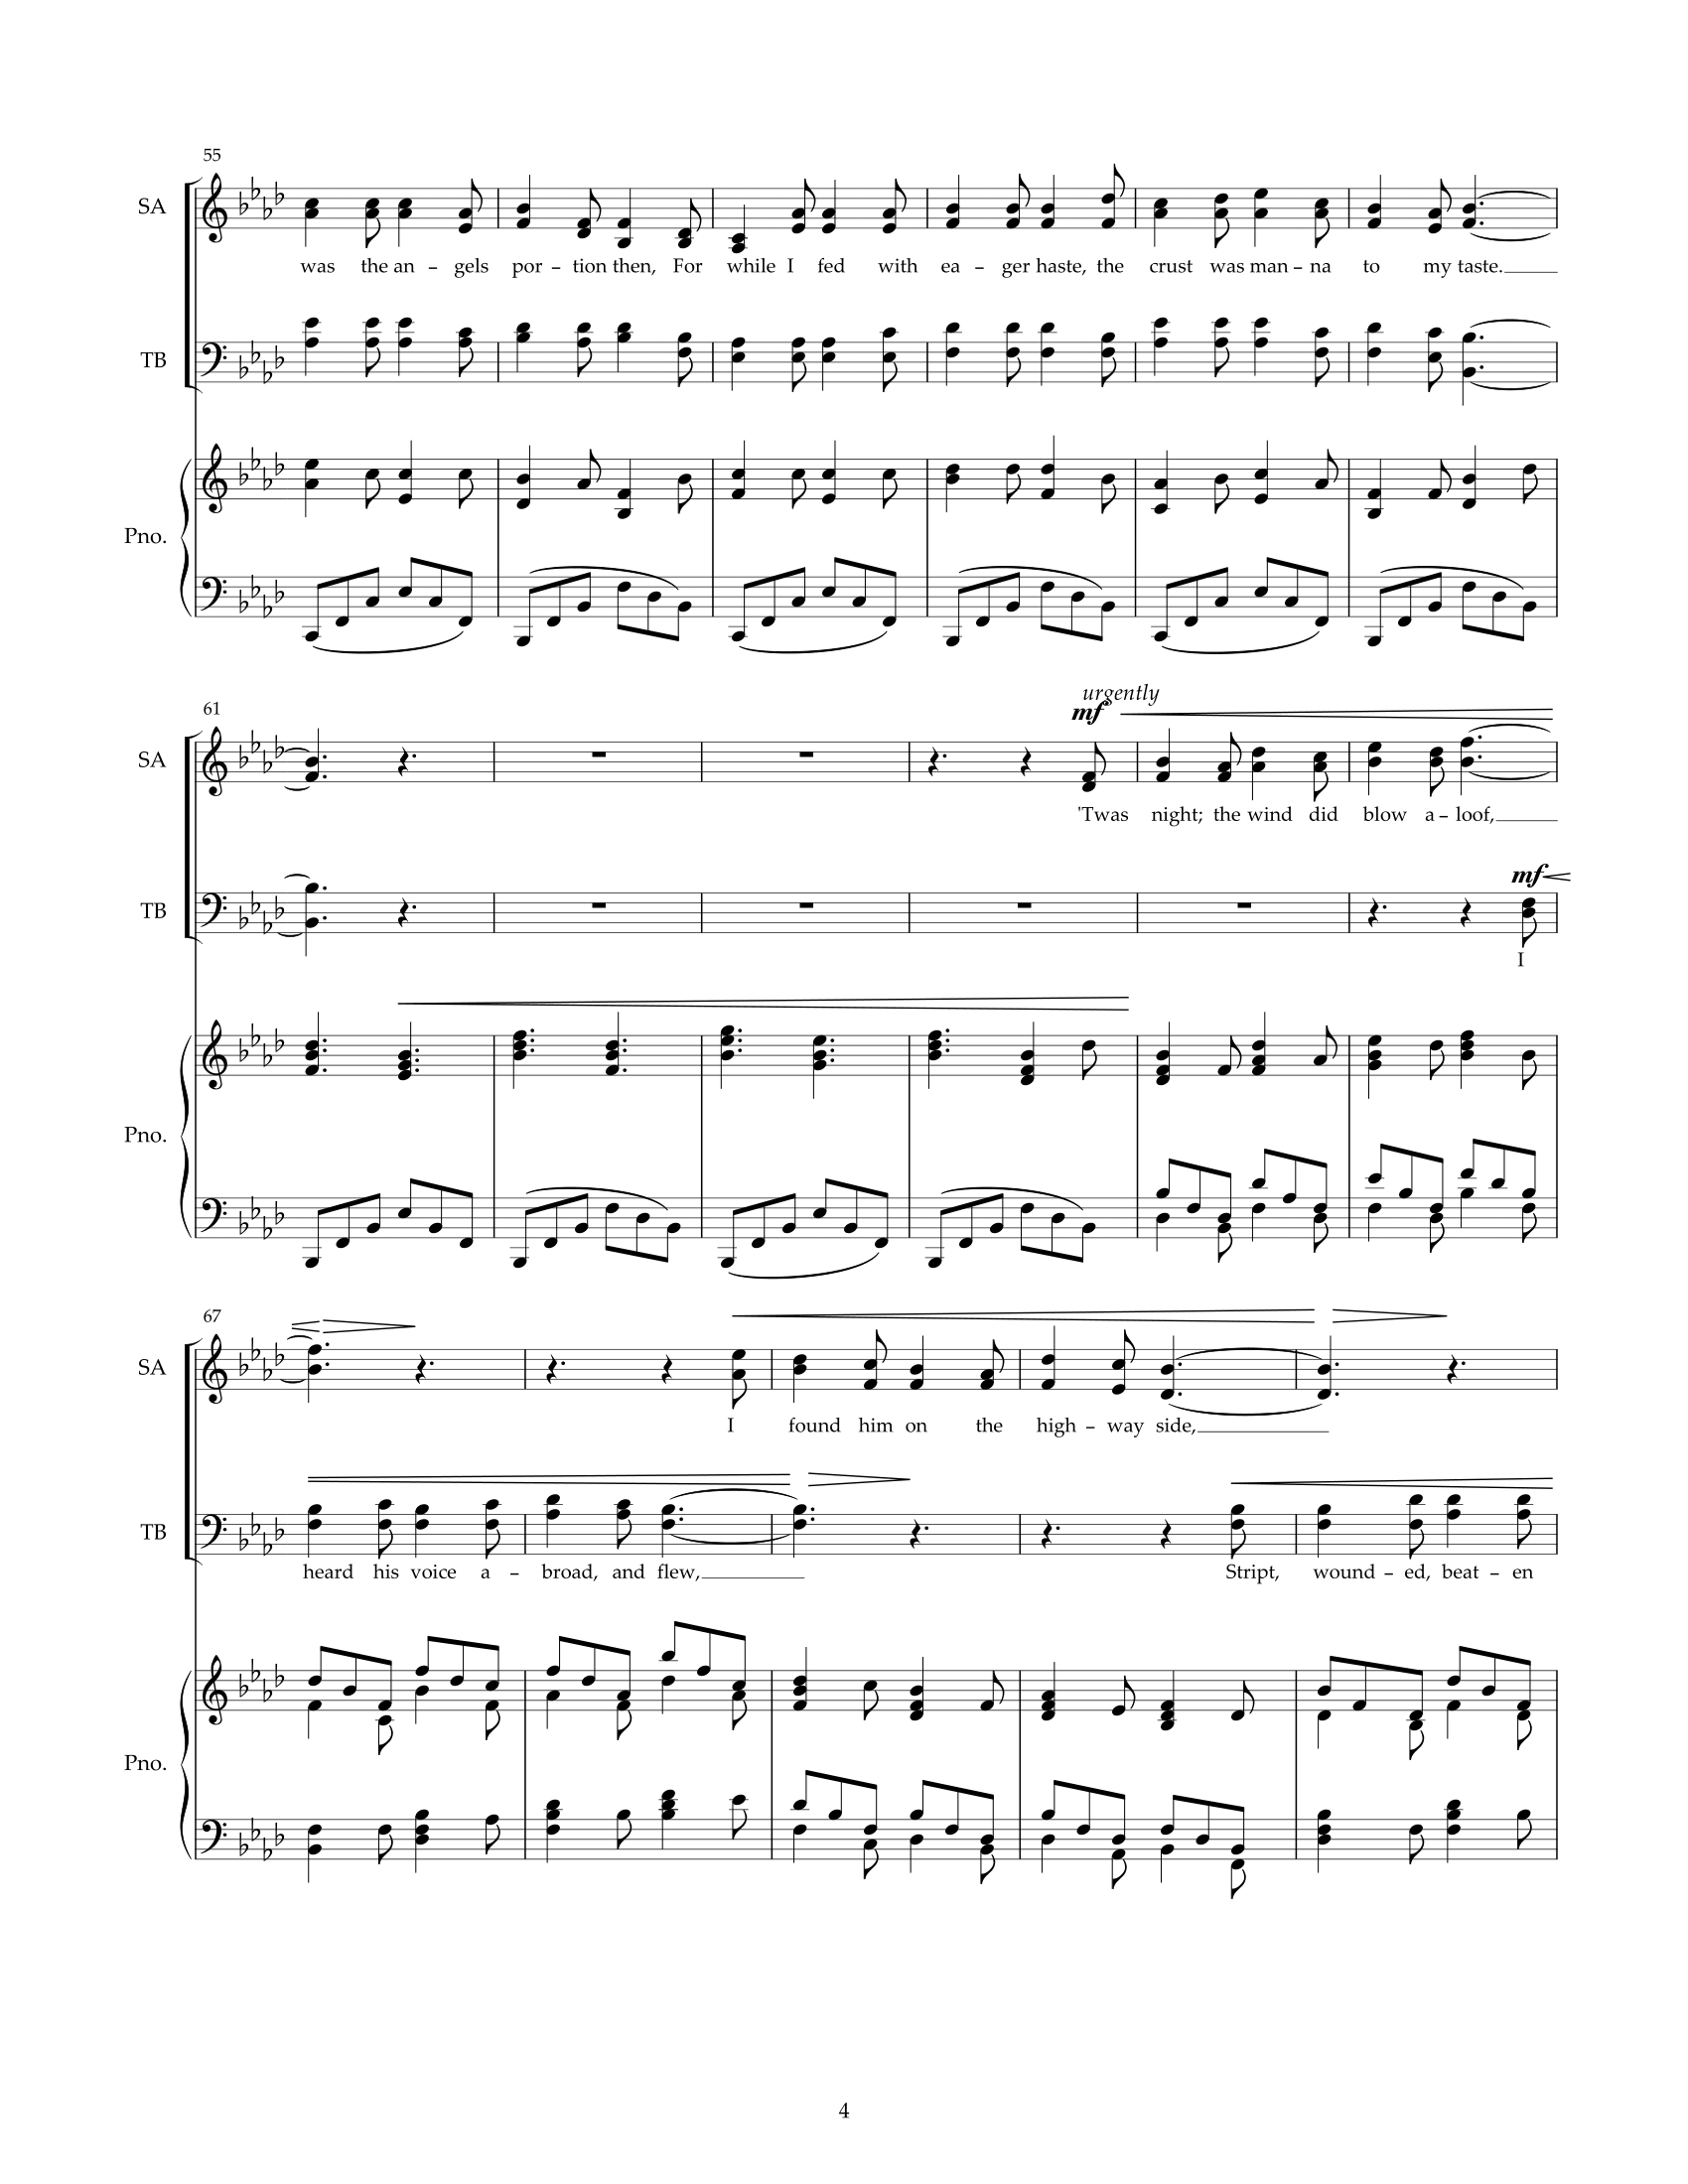 55
SA
was the an – gels por – tion then, For while I fed with ea – ger haste, the crust was man – na to my taste.
TB
Pno.
urgently
61
mf
SA
'Twas night; the wind did blow a – loof,
mf
TB
I
Pno.
67
SA
I found him on the high – way side,
TB
heard his voice a – broad, and flew, Stript, wound – ed, beat – en
Pno.
4